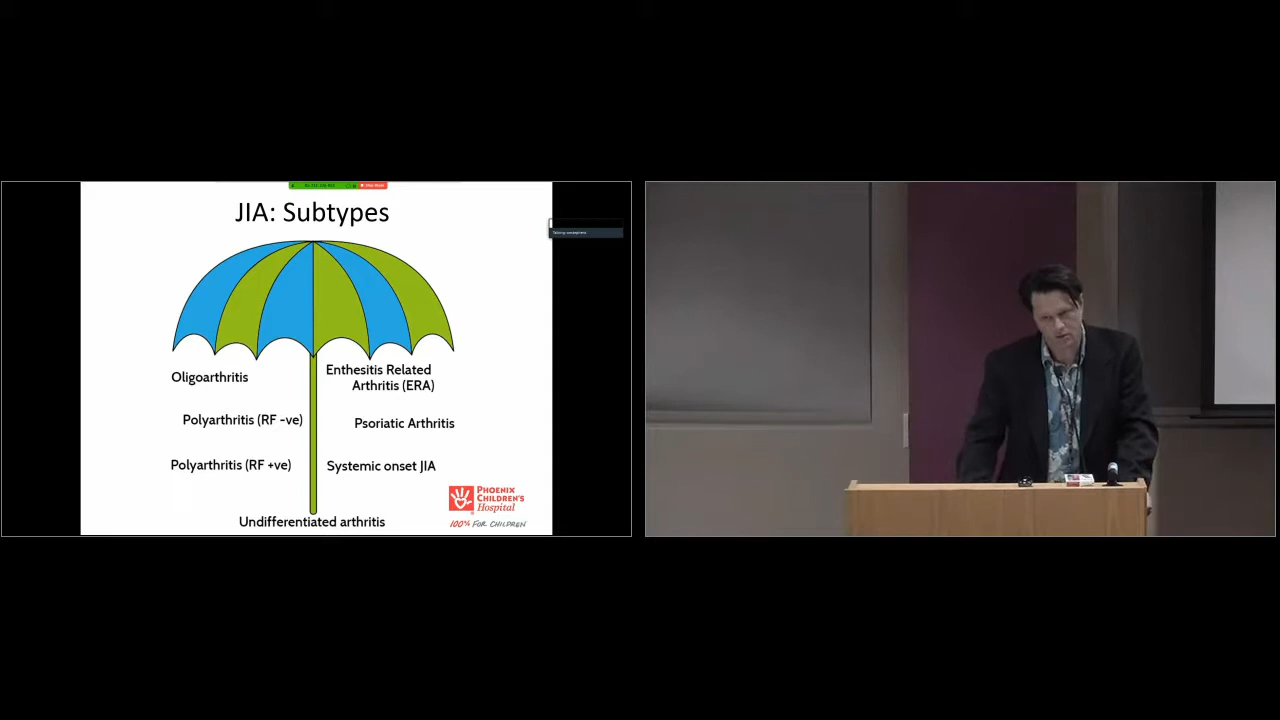 JIA: Subtypes
Oligoarthritis
Enthesitis Related
Arthritis (ERA)
Polyarthritis (RF -ve)
Psoriatic Arthritis
Polyarthritis (RF +ve)
Systemic onset JIA
Undifferentiated arthritis
PHOENIX
CHILDREN'S
Hospital
100% FOR CHILDREN